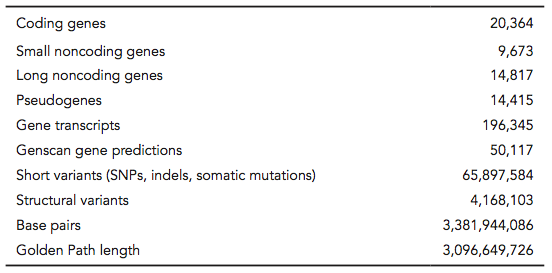 Coding genes 20,364
Small noncoding genes 9,673
Long noncoding genes 14,817
Pseudogenes 14,415
Gene transcripts 196,345
Genscan gene predictions 50,117
Short variants (SNPs, indels, somatic mutations) 65,897,584
Structural variants 4,168,103
Base pairs 3,381,944,086
Golden Path length 3,096,649,726